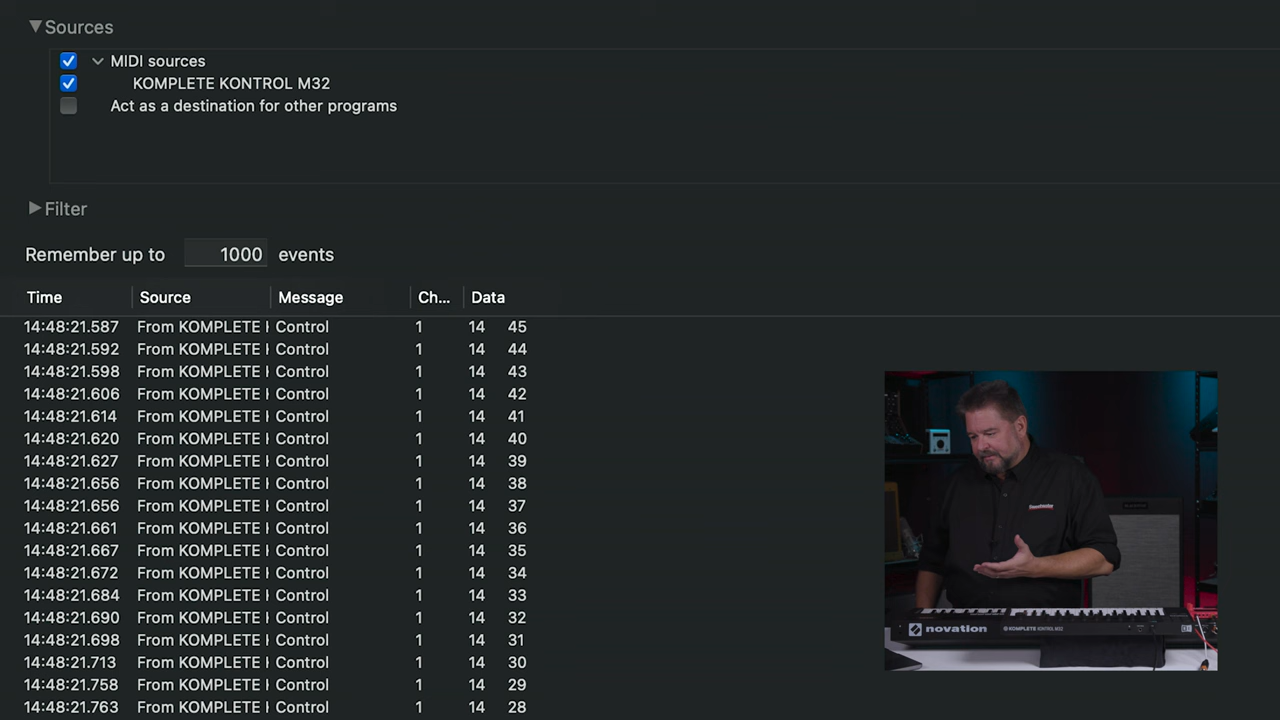 Sources
MIDI sources
KOMPLETE KONTROL M32
Act as a destination for other programs
Filter
Remember up to 1000 events
Time Source Message Ch... Data
14:48:21.587 From KOMPLETE Control 1 14 45
14:48:21.592 From KOMPLETE Control 1 14 44
14:48:21.598 From KOMPLETE Control 1 14 43
14:48:21.606 From KOMPLETE Control 1 14 42
14:48:21.614 From KOMPLETE Control 1 14 41
14:48:21.620 From KOMPLETE Control 1 14 40
14:48:21.627 From KOMPLETE Control 1 14 39
14:48:21.656 From KOMPLETE Control 1 14 38
14:48:21.656 From KOMPLETE Control 1 14 37
14:48:21.661 From KOMPLETE Control 1 14 36
14:48:21.667 From KOMPLETE Control 1 14 35
14:48:21.672 From KOMPLETE Control 1 14 34
14:48:21.684 From KOMPLETE Control 1 14 33
14:48:21.690 From KOMPLETE Control 1 14 32
14:48:21.698 From KOMPLETE Control 1 14 31
14:48:21.713 From KOMPLETE Control 1 14 30
14:48:21.758 From KOMPLETE Control 1 14 29
14:48:21.763 From KOMPLETE Control 1 14 28
novation KOMPLETE KONTROL M32